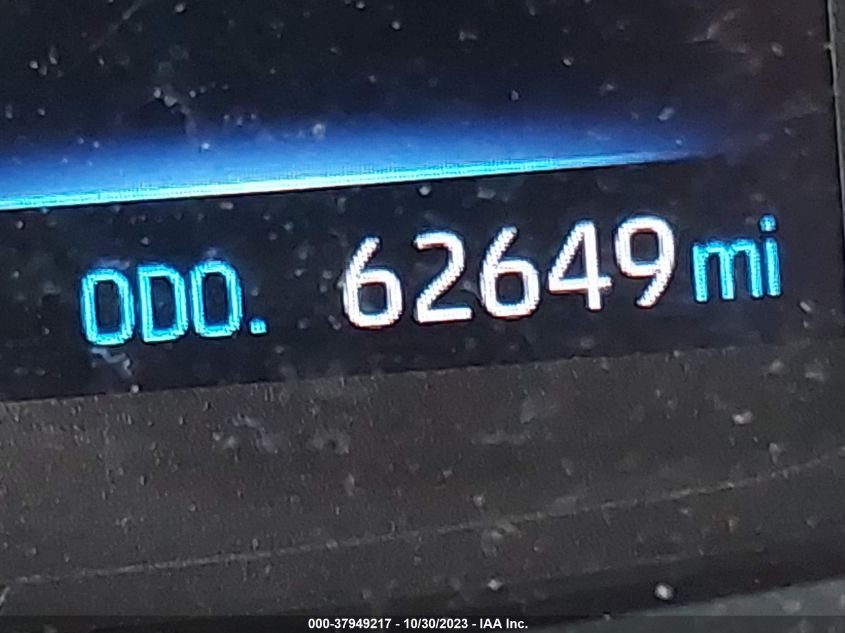 ODO. 62649 mi
000-37949217 - 10/30/2023 - IAA Inc.